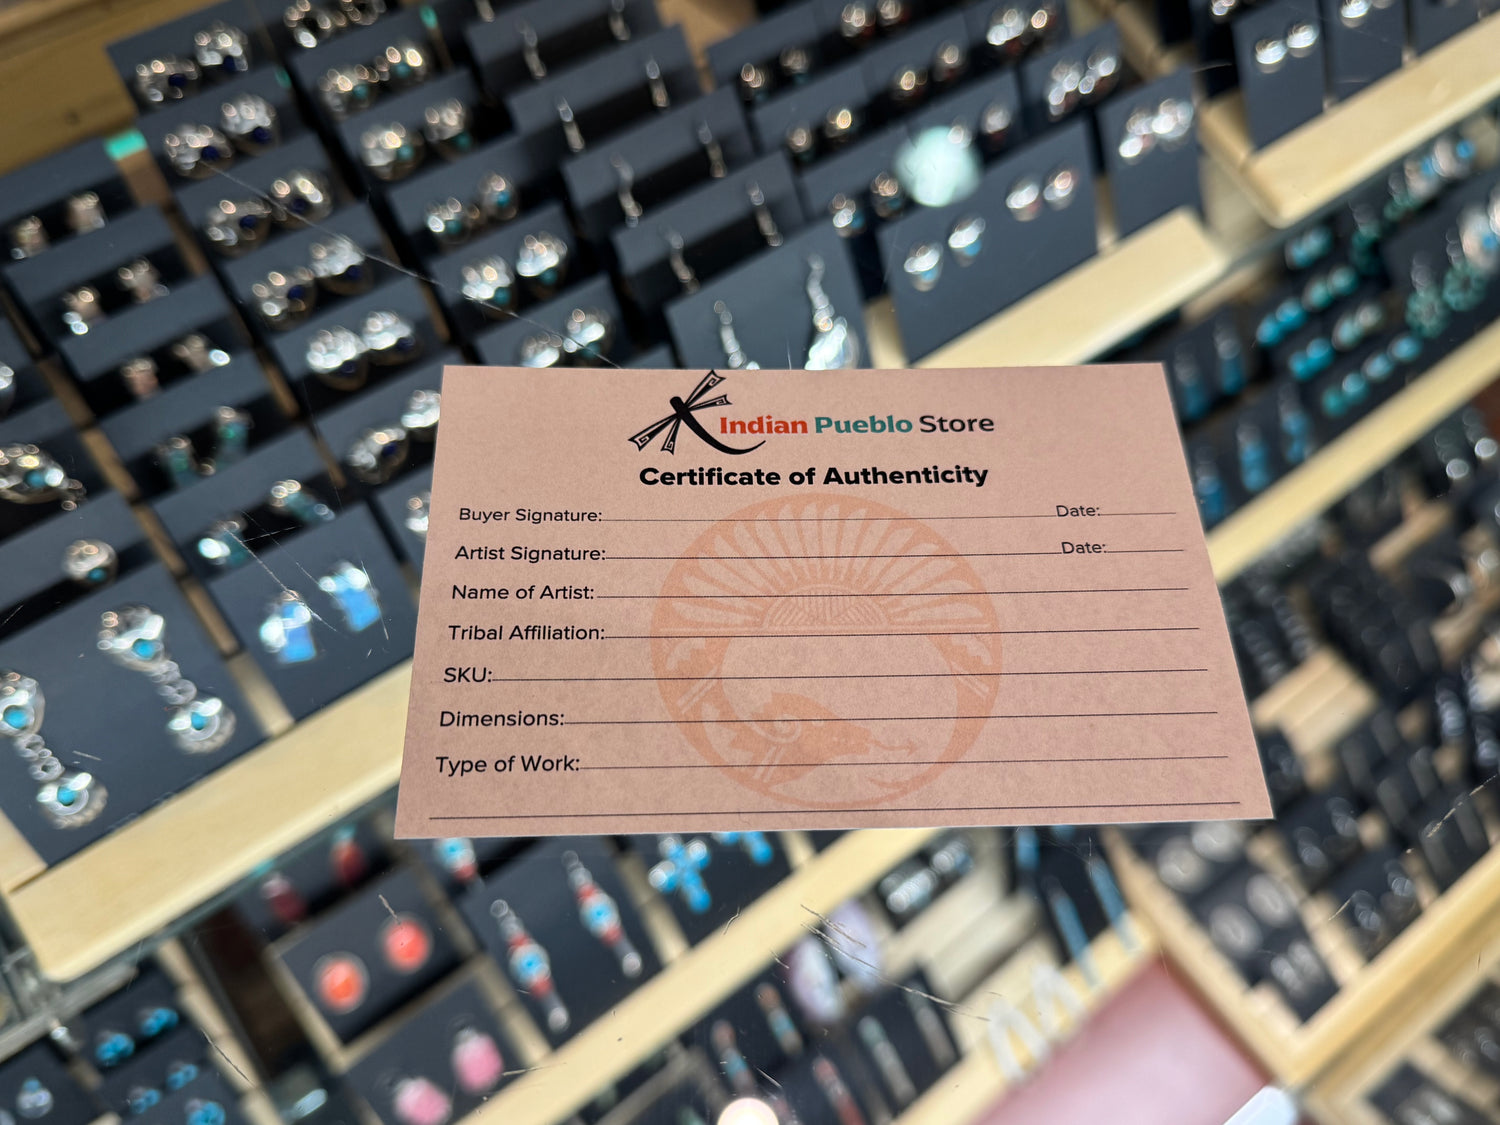 Indian Pueblo Store
Certificate of Authenticity
Buyer Signature: Date:
Artist Signature: Date:
Name of Artist:
Tribal Affiliation:
SKU:
Dimensions:
Type of Work: